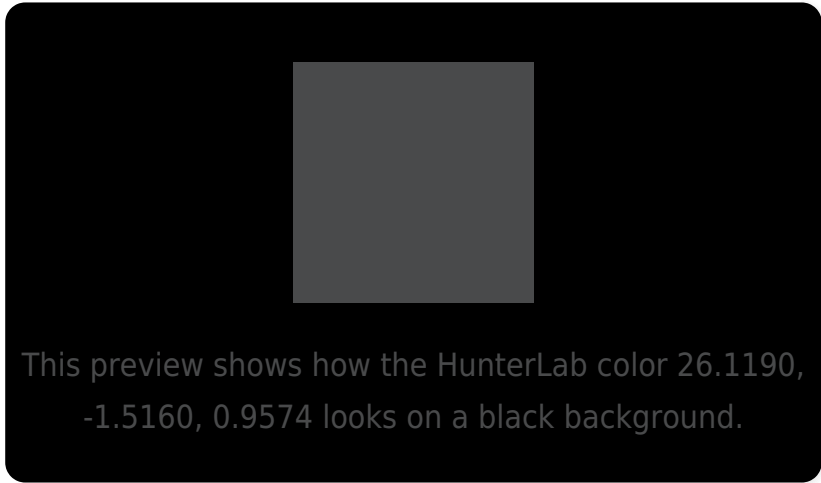 This preview shows how the HunterLab color 26.1190,
-1.5160, 0.9574 looks on a black background.